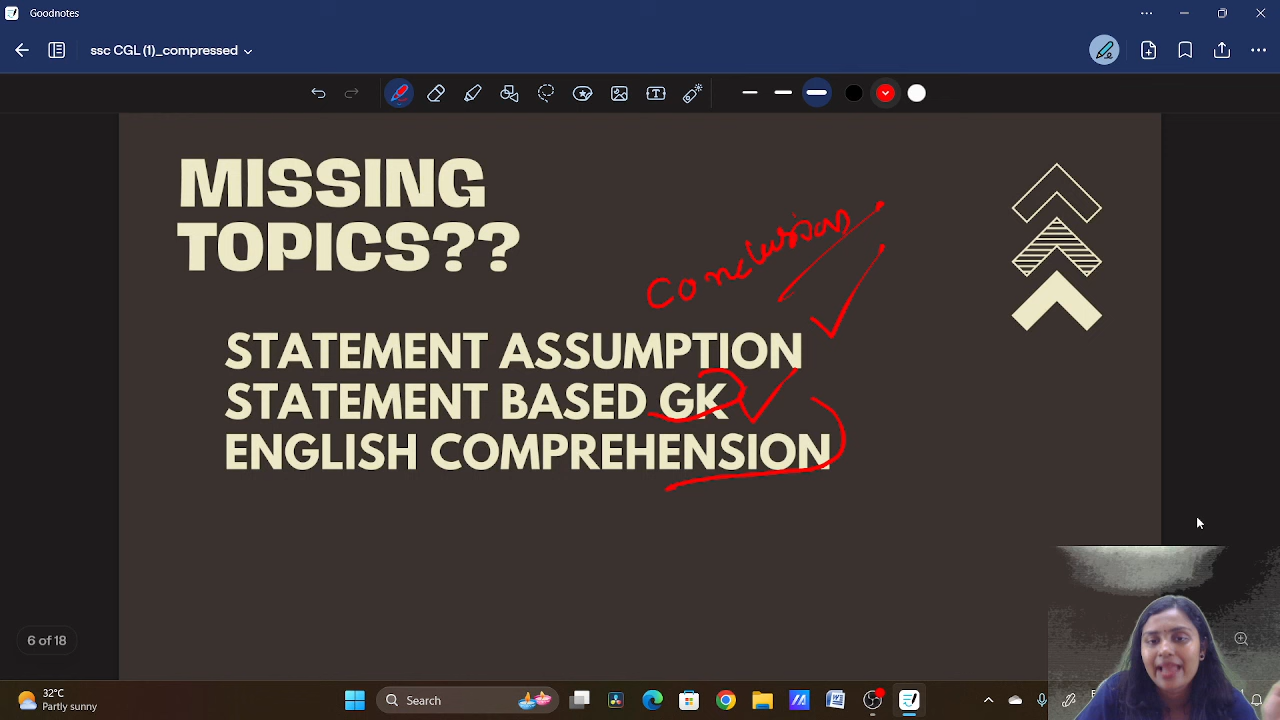 Goodnotes
ssc CGL (1)_compressed
MISSING
TOPICS??
Conclusion
STATEMENT ASSUMPTION
STATEMENT BASED GK
ENGLISH COMPREHENSION
6 of 18
32°C
Partly sunny
Search